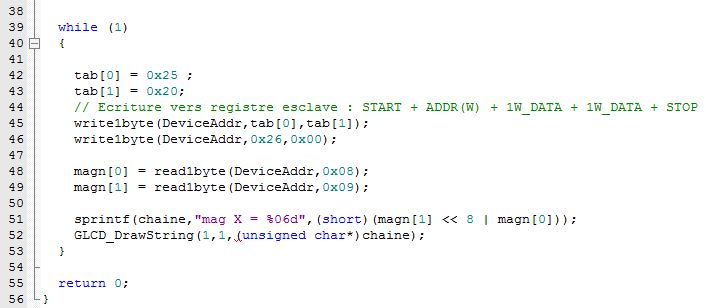 38
39 while (1)
40 {
41
42 tab[0] = 0x25 ;
43 tab[1] = 0x20;
44 // Ecriture vers registre esclave : START + ADDR(W) + 1W_DATA + 1W_DATA + STOP
45 write1byte(DeviceAddr,tab[0],tab[1]);
46 write1byte(DeviceAddr,0x26,0x00);
47
48 magn[0] = read1byte(DeviceAddr,0x08);
49 magn[1] = read1byte(DeviceAddr,0x09);
50
51 sprintf(chaine,"mag X = %06d",(short)(magn[1] << 8 | magn[0]));
52 GLCD_DrawString(1,1,(unsigned char*)chaine);
53 }
54
55 return 0;
56 }